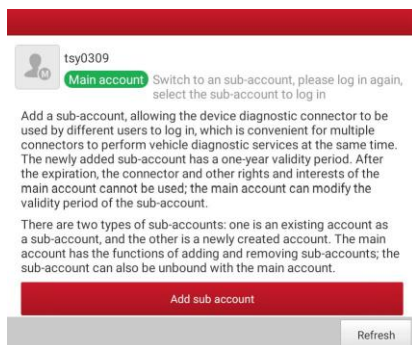 tsy0309
M
Main account Switch to an sub-account, please log in again,
select the sub-account to log in
Add a sub-account, allowing the device diagnostic connector to be
used by different users to log in, which is convenient for multiple
connectors to perform vehicle diagnostic services at the same time.
The newly added sub-account has a one-year validity period. After
the expiration, the connector and other rights and interests of the
main account cannot be used; the main account can modify the
validity period of the sub-account.
There are two types of sub-accounts: one is an existing account as
a sub-account, and the other is a newly created account. The main
account has the functions of adding and removing sub-accounts; the
sub-account can also be unbound with the main account.
Add sub account
Refresh